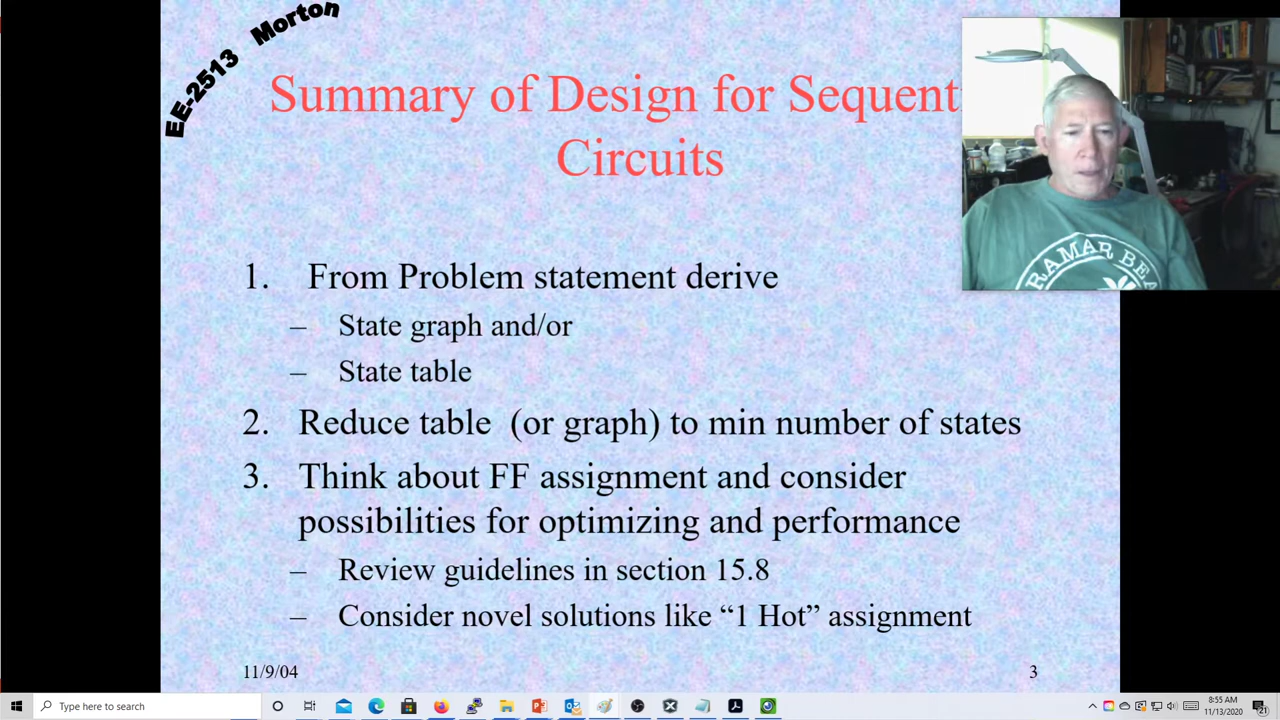 EE-2513 Morton
Summary of Design for Sequent
Circuits
1. From Problem statement derive
– State graph and/or
– State table
2. Reduce table (or graph) to min number of states
3. Think about FF assignment and consider
possibilities for optimizing and performance
– Review guidelines in section 15.8
– Consider novel solutions like “1 Hot” assignment
11/9/04
3
RAMAR BE
Type here to search
8:55 AM
11/13/2020
21